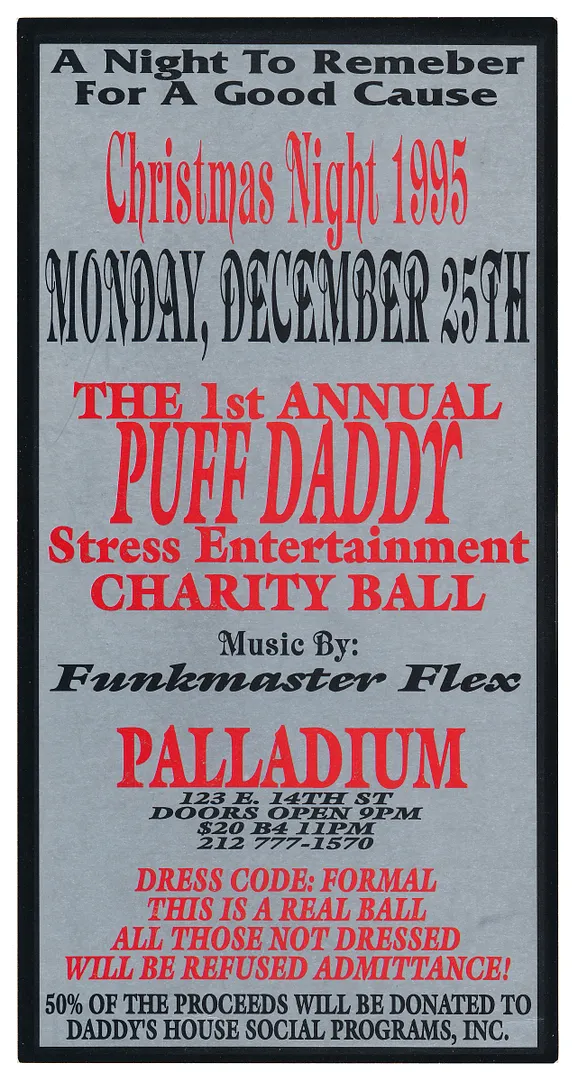 A Night To Remeber
For A Good Cause
Christmas Night 1995
MONDAY, DECEMBER 25TH
THE 1st ANNUAL
PUFF DADDY
Stress Entertainment
CHARITY BALL
Music By:
Funkmaster Flex
PALLADIUM
123 E. 14TH ST
DOORS OPEN 9PM
$20 B4 11PM
212 777-1570
DRESS CODE: FORMAL
THIS IS A REAL BALL
ALL THOSE NOT DRESSED
WILL BE REFUSED ADMITTANCE!
50% OF THE PROCEEDS WILL BE DONATED TO
DADDY'S HOUSE SOCIAL PROGRAMS, INC.